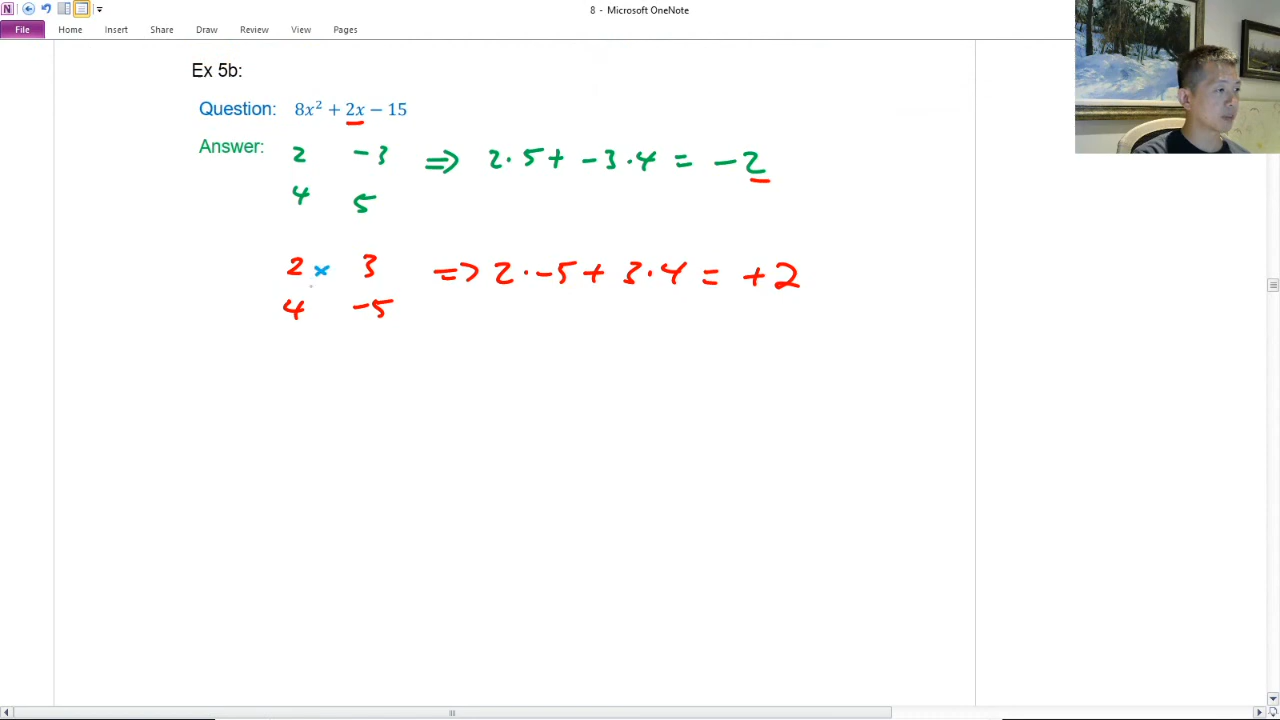 8 - Microsoft OneNote
File Home Insert Share Draw Review View Pages
Ex 5b:
Question: 8x² + 2x − 15
Answer: 2 -3 ⇒ 2·5 + -3·4 = -2
4 5
2 x 3 ⇒ 2·-5 + 3·4 = +2
4 -5